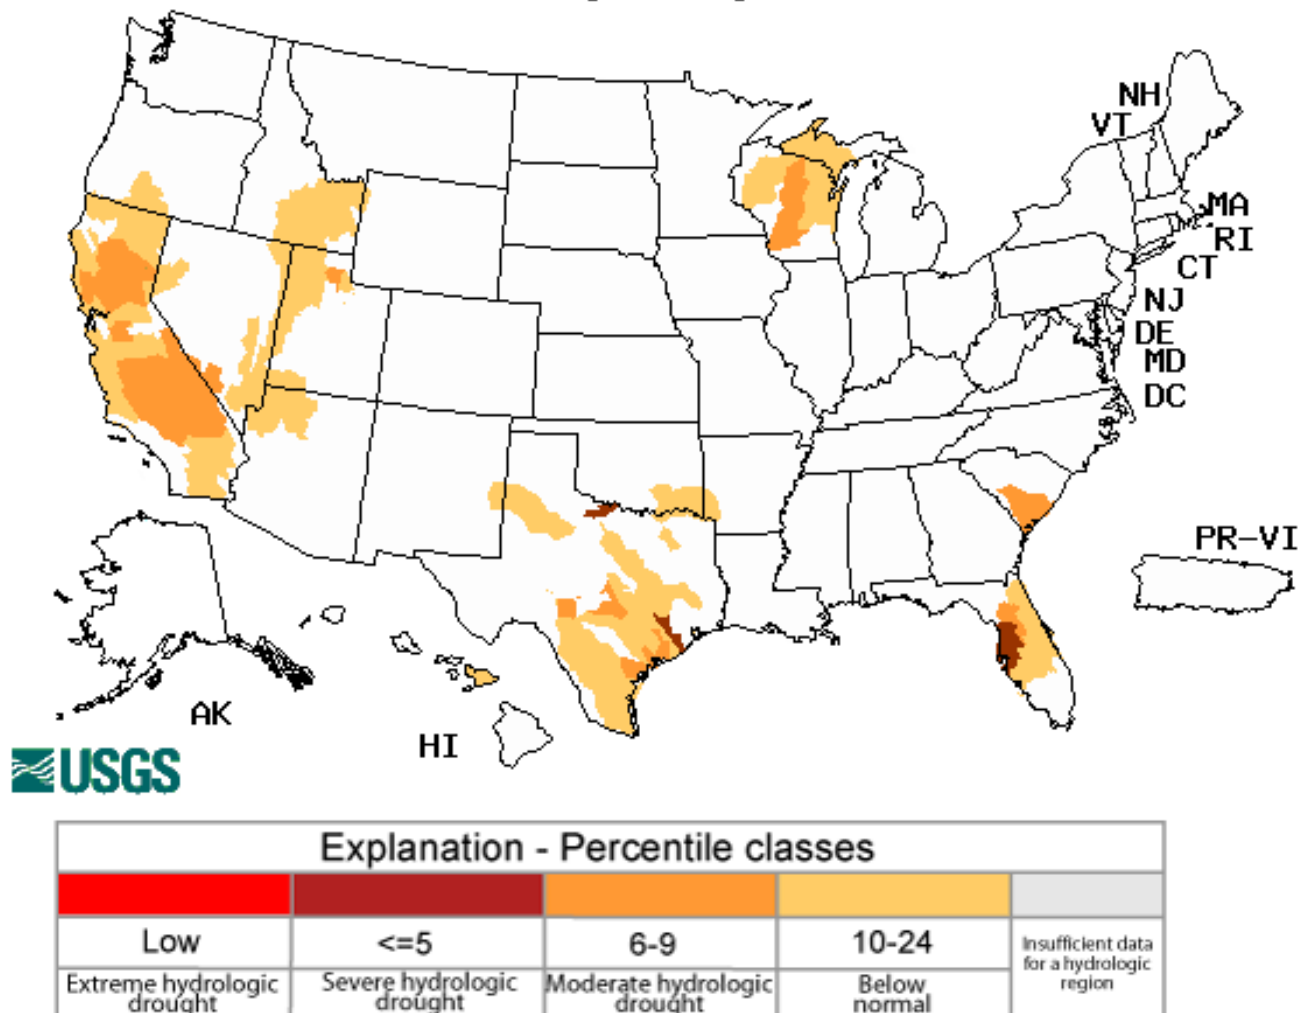 NH
VT
MA
RI
CT
NJ
DE
MD
DC
PR-VI
AK
HI
USGS
Explanation - Percentile classes
Low <=5 6-9 10-24 Insufficient data
for a hydrologic
region
Extreme hydrologic
drought
Severe hydrologic
drought
Moderate hydrologic
drought
Below
normal